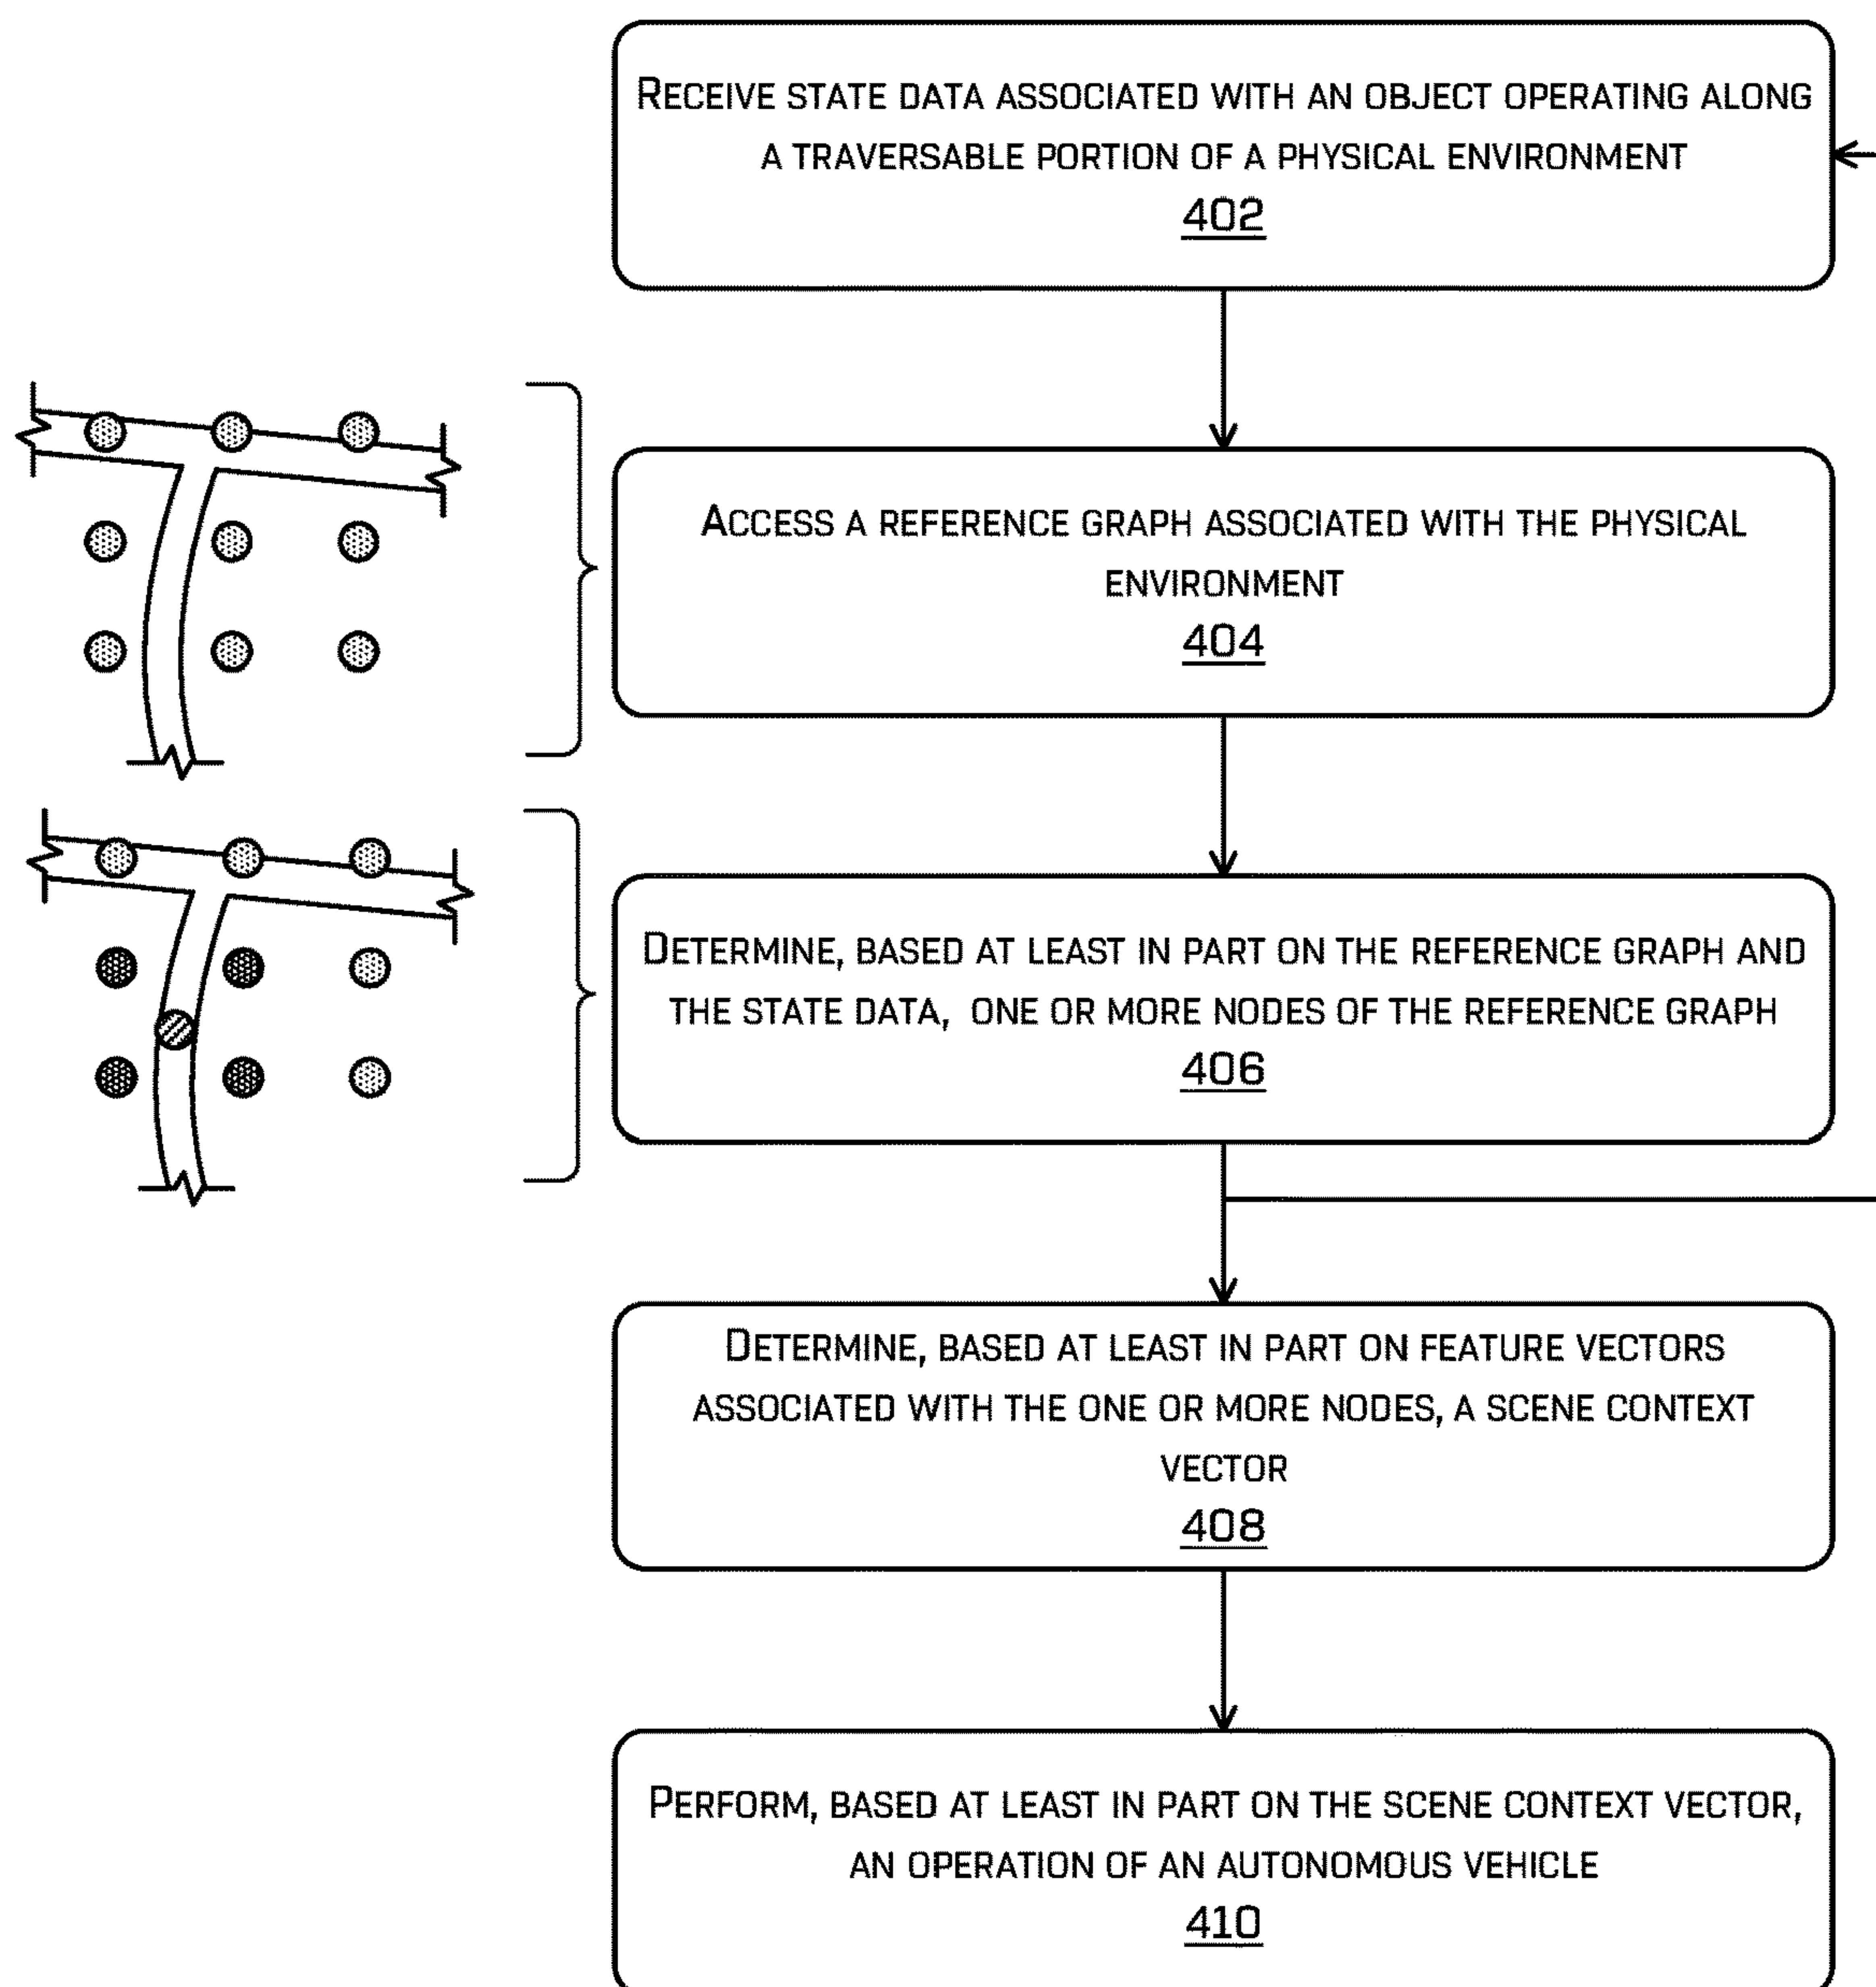 RECEIVE STATE DATA ASSOCIATED WITH AN OBJECT OPERATING ALONG
A TRAVERSABLE PORTION OF A PHYSICAL ENVIRONMENT
402
ACCESS A REFERENCE GRAPH ASSOCIATED WITH THE PHYSICAL
ENVIRONMENT
404
DETERMINE, BASED AT LEAST IN PART ON THE REFERENCE GRAPH AND
THE STATE DATA, ONE OR MORE NODES OF THE REFERENCE GRAPH
406
DETERMINE, BASED AT LEAST IN PART ON FEATURE VECTORS
ASSOCIATED WITH THE ONE OR MORE NODES, A SCENE CONTEXT
VECTOR
408
PERFORM, BASED AT LEAST IN PART ON THE SCENE CONTEXT VECTOR,
AN OPERATION OF AN AUTONOMOUS VEHICLE
410